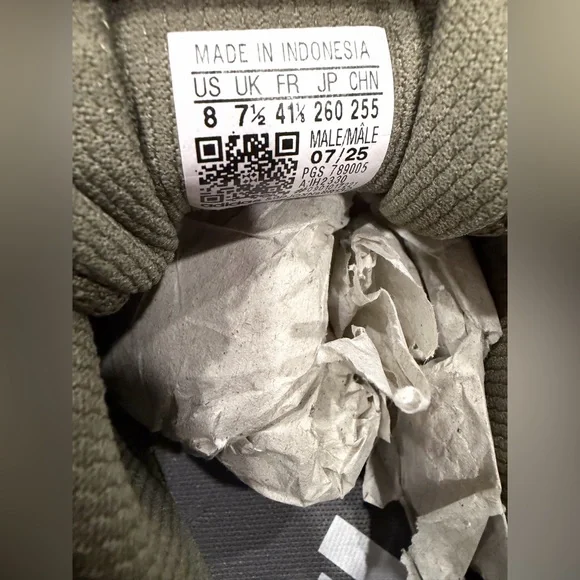 MADE IN INDONESIA
US UK FR JP CHN
8 7½ 41⅓ 260 255
MALE/MÂLE
07/25
PGS 789005